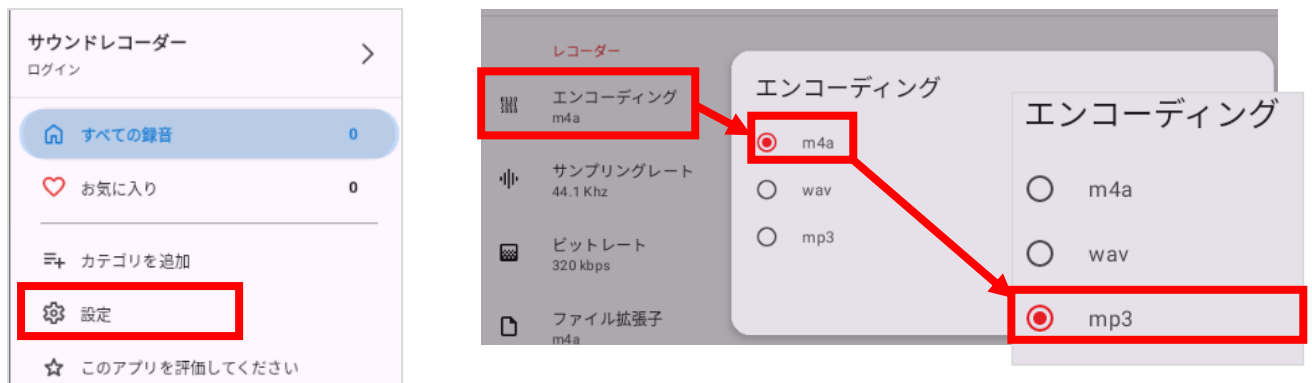 サウンドレコーダー
ログイン
すべての録音 0
お気に入り 0
カテゴリを追加
設定
このアプリを評価してください
レコーダー
エンコーディング
m4a
サンプリングレート
44.1 Khz
ビットレート
320 kbps
ファイル拡張子
m4a
エンコーディング
m4a
wav
mp3
エンコーディング
m4a
wav
mp3